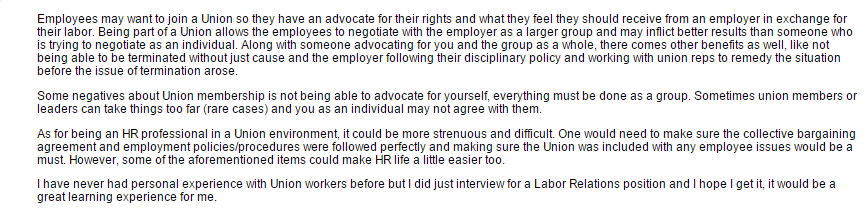 Employees may want to join a Union so they have an advocate for their rights and what they feel they should receive from an employer in exchange for
their labor. Being part of a Union allows the employees to negotiate with the employer as a larger group and may inflict better results than someone who
is trying to negotiate as an individual. Along with someone advocating for you and the group as a whole, there comes other benefits as well, like not
being able to be terminated without just cause and the employer following their disciplinary policy and working with union reps to remedy the situation
before the issue of termination arose.
Some negatives about Union membership is not being able to advocate for yourself, everything must be done as a group. Sometimes union members or
leaders can take things too far (rare cases) and you as an individual may not agree with them.
As for being an HR professional in a Union environment, it could be more strenuous and difficult. One would need to make sure the collective bargaining
agreement and employment policies/procedures were followed perfectly and making sure the Union was included with any employee issues would be a
must. However, some of the aforementioned items could make HR life a little easier too.
I have never had personal experience with Union workers before but I did just interview for a Labor Relations position and I hope I get it, it would be a
great learning experience for me.